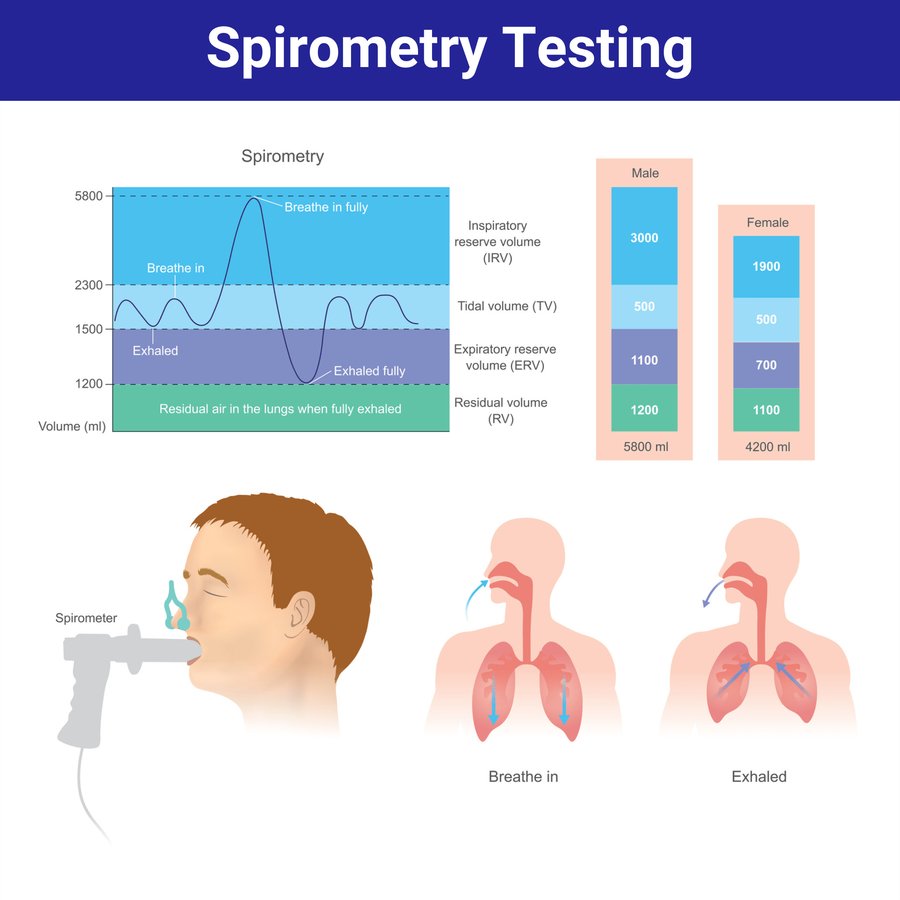 Spirometry Testing
Spirometry
5800
2300
1500
1200
Volume (ml)
Breathe in fully
Breathe in
Exhaled
Exhaled fully
Residual air in the lungs when fully exhaled
Inspiratory
reserve volume
(IRV)
Tidal volume (TV)
Expiratory reserve
volume (ERV)
Residual volume
(RV)
Male
3000
500
1100
1200
5800 ml
Female
1900
500
700
1100
4200 ml
Spirometer
Breathe in
Exhaled